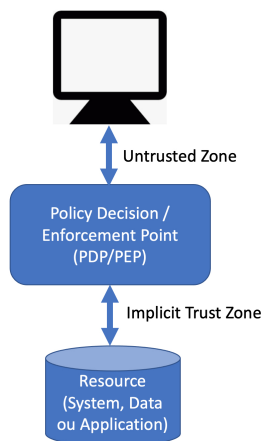 Untrusted Zone
Policy Decision /
Enforcement Point
(PDP/PEP)
Implicit Trust Zone
Resource
(System, Data
ou Application)